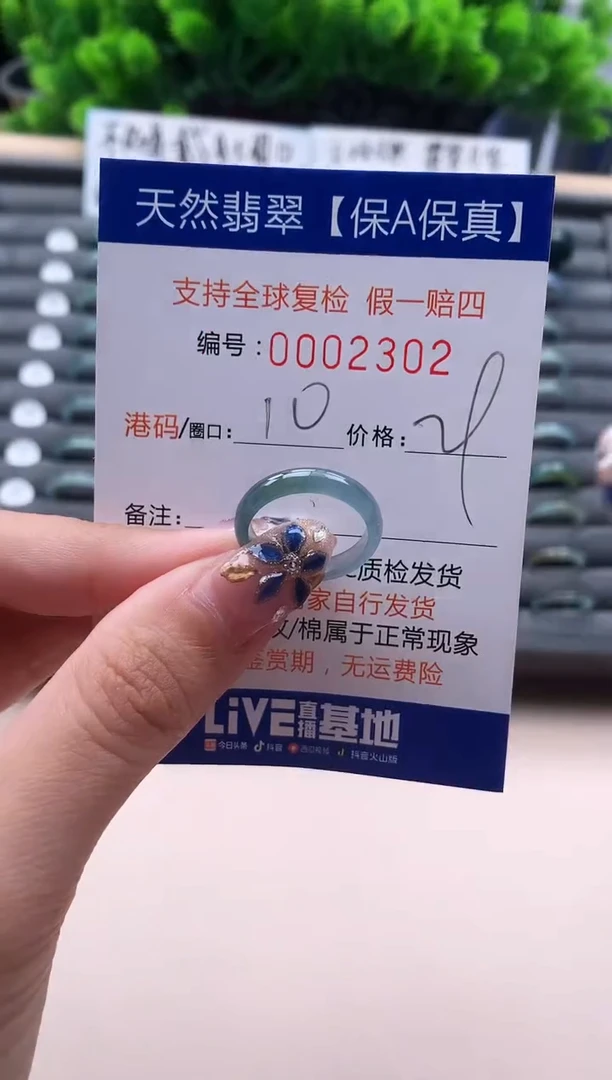 天然翡翠【保A保真】
支持全球复检 假一赔四
编号：0002302
港码/圈口：10 价格：
备注：
质检发货
家自行发货
/棉属于正常现象
鉴赏期，无运费险
LiVE直播基地
今日头条 抖音 西瓜视频 抖音火山版